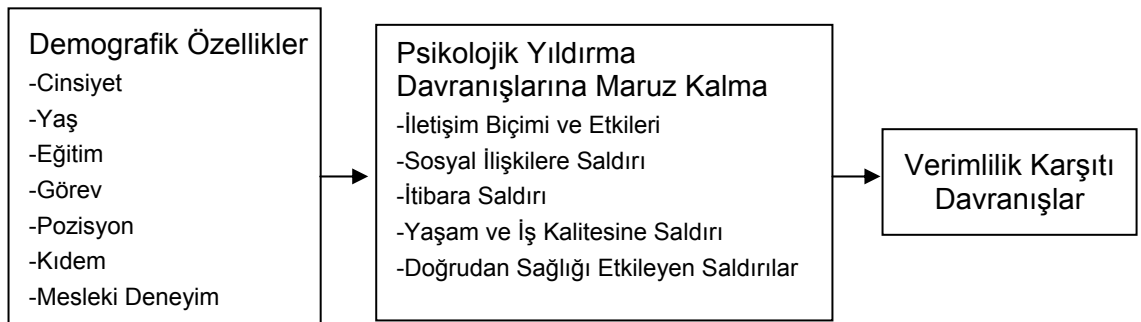 Demografik Özellikler
-Cinsiyet
-Yaş
-Eğitim
-Görev
-Pozisyon
-Kıdem
-Mesleki Deneyim
Psikolojik Yıldırma
Davranışlarına Maruz Kalma
-İletişim Biçimi ve Etkileri
-Sosyal İlişkilere Saldırı
-İtibara Saldırı
-Yaşam ve İş Kalitesine Saldırı
-Doğrudan Sağlığı Etkileyen Saldırılar
Verimlilik Karşıtı
Davranışlar